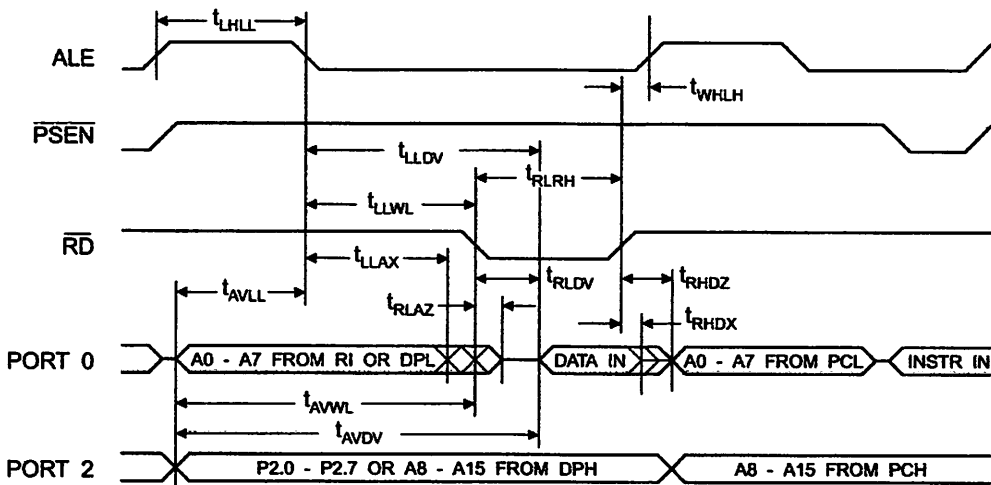 tLHLL
ALE
tWHLH
PSEN
tLLDV
tRLRH
tLLWL
RD
tLLAX
tRLDV
tRHDZ
tAVLL
tRLAZ
tRHDX
PORT 0
A0 - A7 FROM RI OR DPL
DATA IN
A0 - A7 FROM PCL
INSTR IN
tAVWL
tAVDV
PORT 2
P2.0 - P2.7 OR A8 - A15 FROM DPH
A8 - A15 FROM PCH